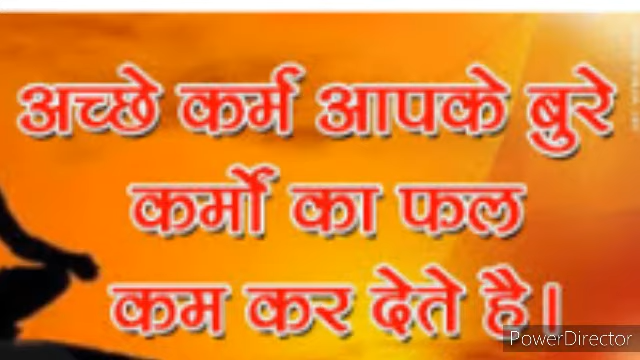 अच्छे कर्म आपके बुरे
कर्मों का फल
कम कर देते है।
PowerDirector